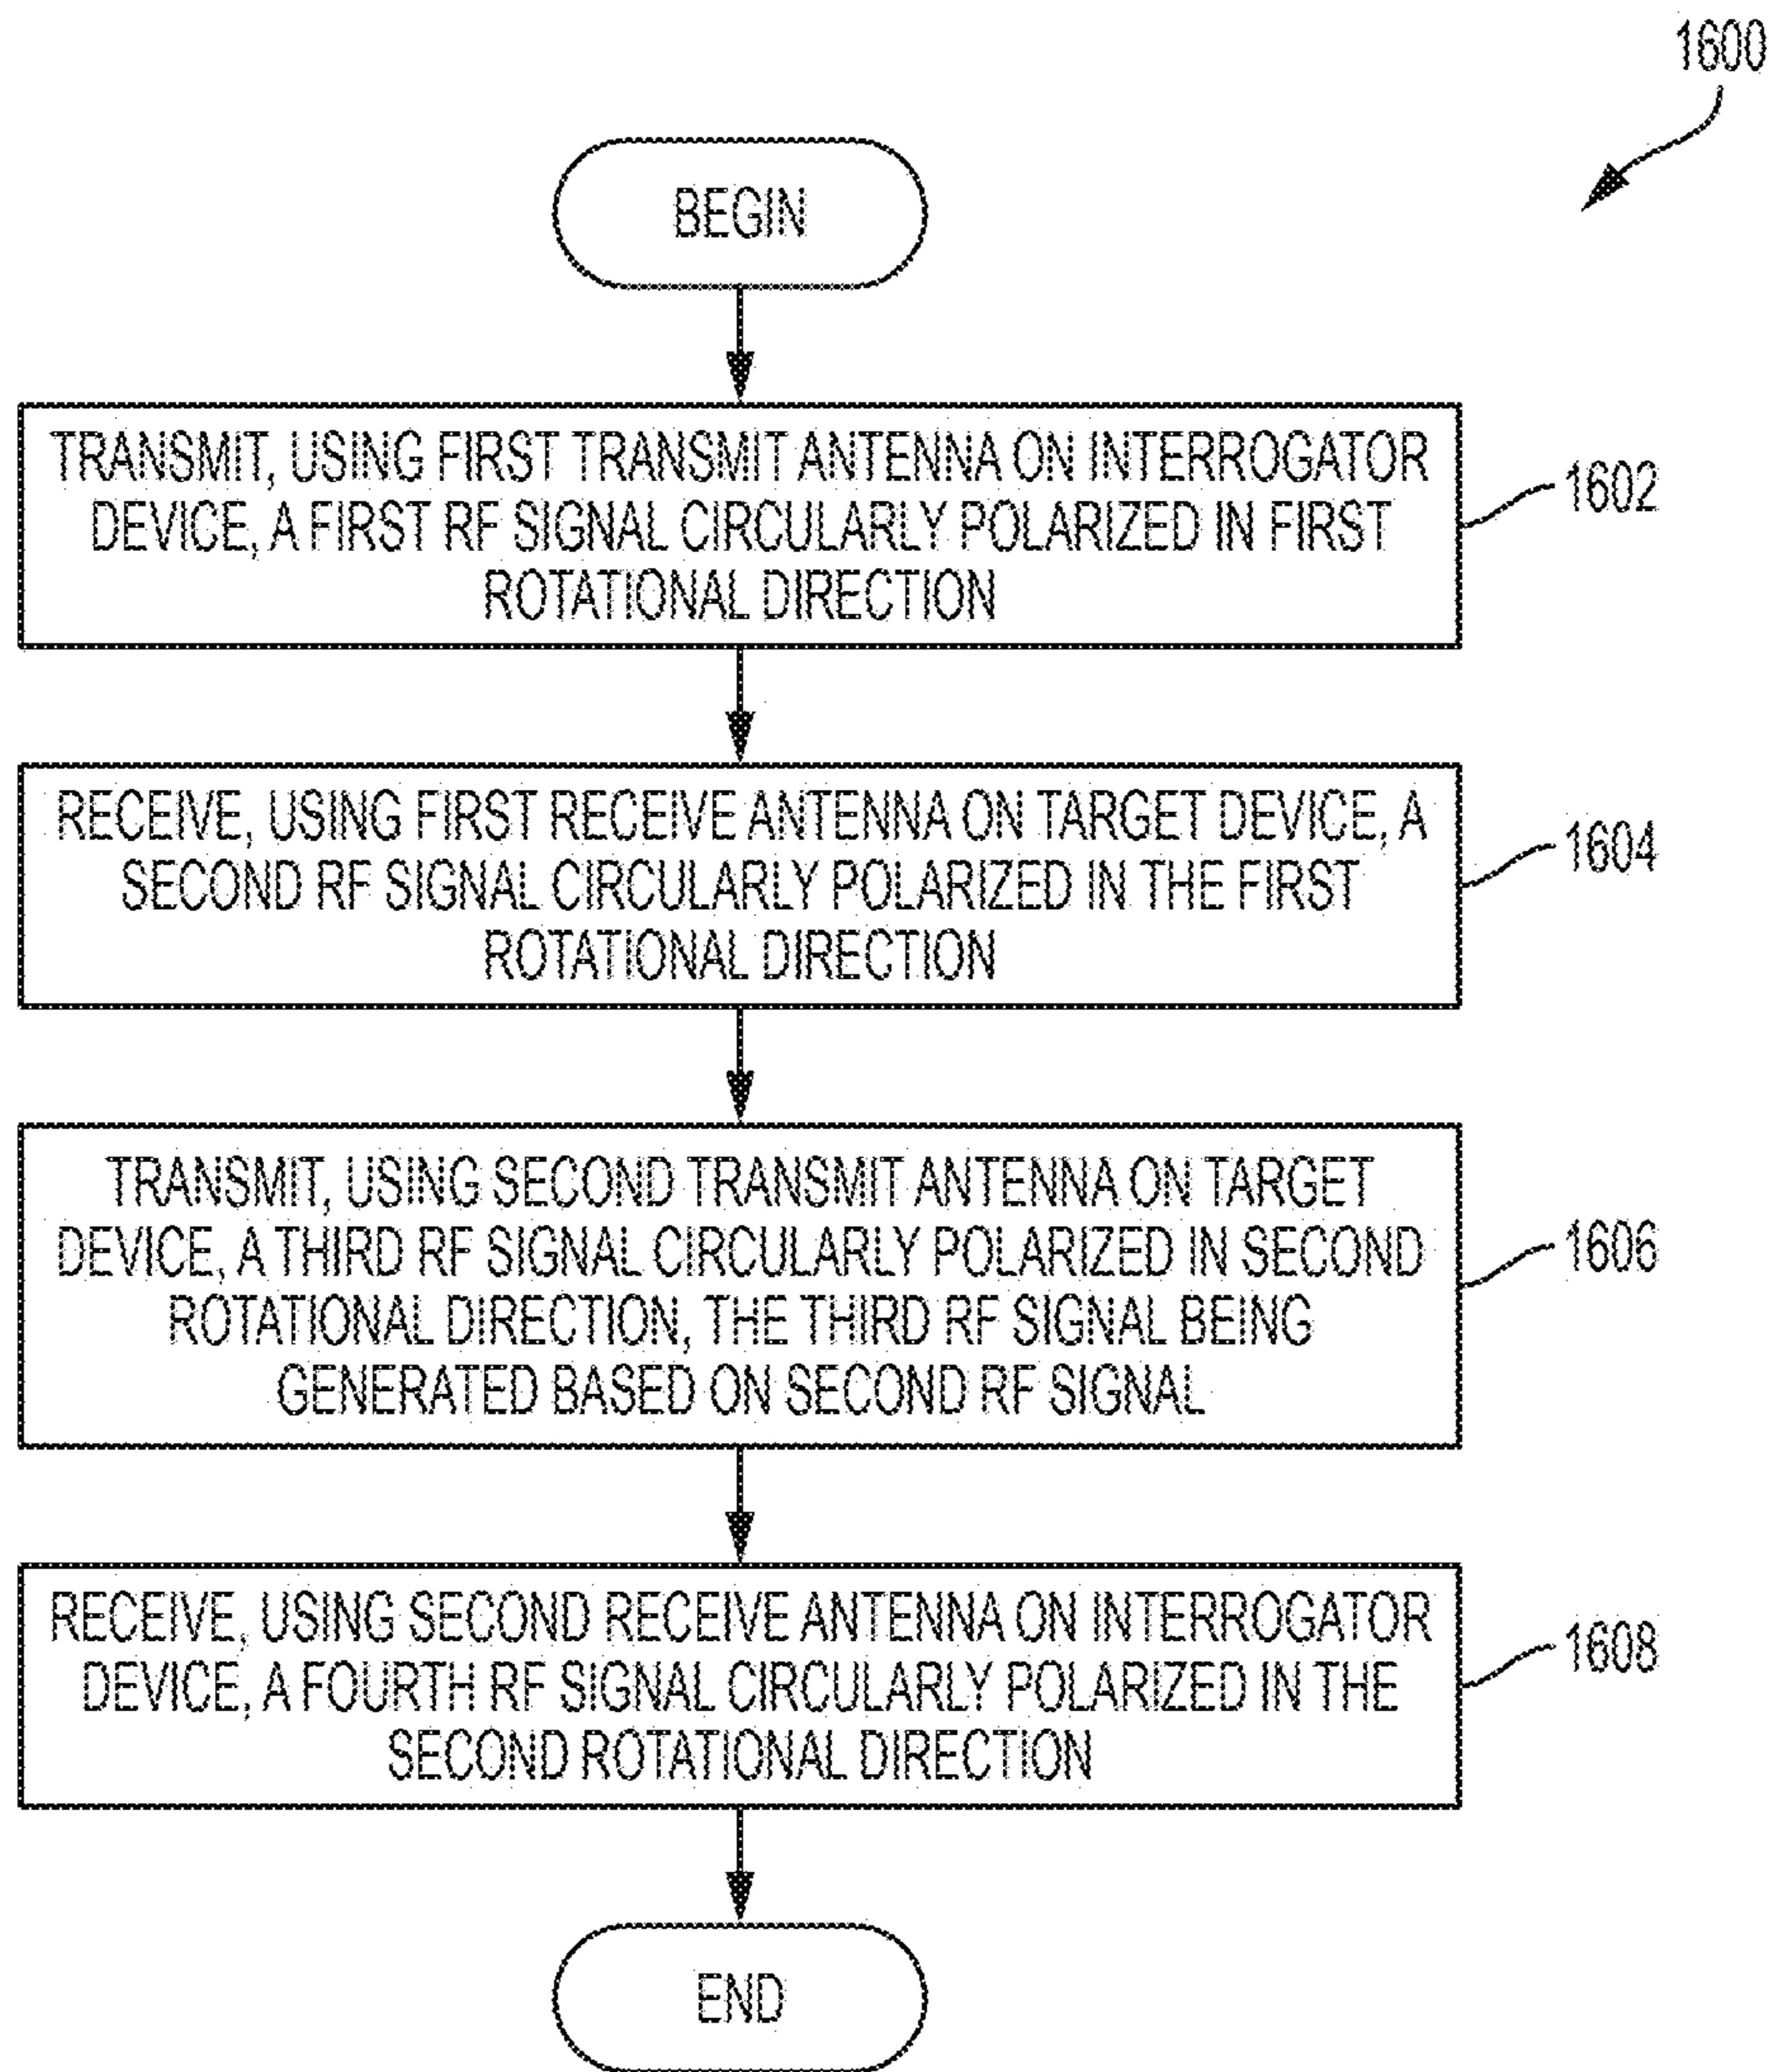 1600
BEGIN
TRANSMIT, USING FIRST TRANSMIT ANTENNA ON INTERROGATOR
DEVICE, A FIRST RF SIGNAL CIRCULARLY POLARIZED IN FIRST
ROTATIONAL DIRECTION
1602
RECEIVE, USING FIRST RECEIVE ANTENNA ON TARGET DEVICE, A
SECOND RF SIGNAL CIRCULARLY POLARIZED IN THE FIRST
ROTATIONAL DIRECTION
1604
TRANSMIT, USING SECOND TRANSMIT ANTENNA ON TARGET
DEVICE, A THIRD RF SIGNAL CIRCULARLY POLARIZED IN SECOND
ROTATIONAL DIRECTION, THE THIRD RF SIGNAL BEING
GENERATED BASED ON SECOND RF SIGNAL
1606
RECEIVE, USING SECOND RECEIVE ANTENNA ON INTERROGATOR
DEVICE, A FOURTH RF SIGNAL CIRCULARLY POLARIZED IN THE
SECOND ROTATIONAL DIRECTION
1608
END